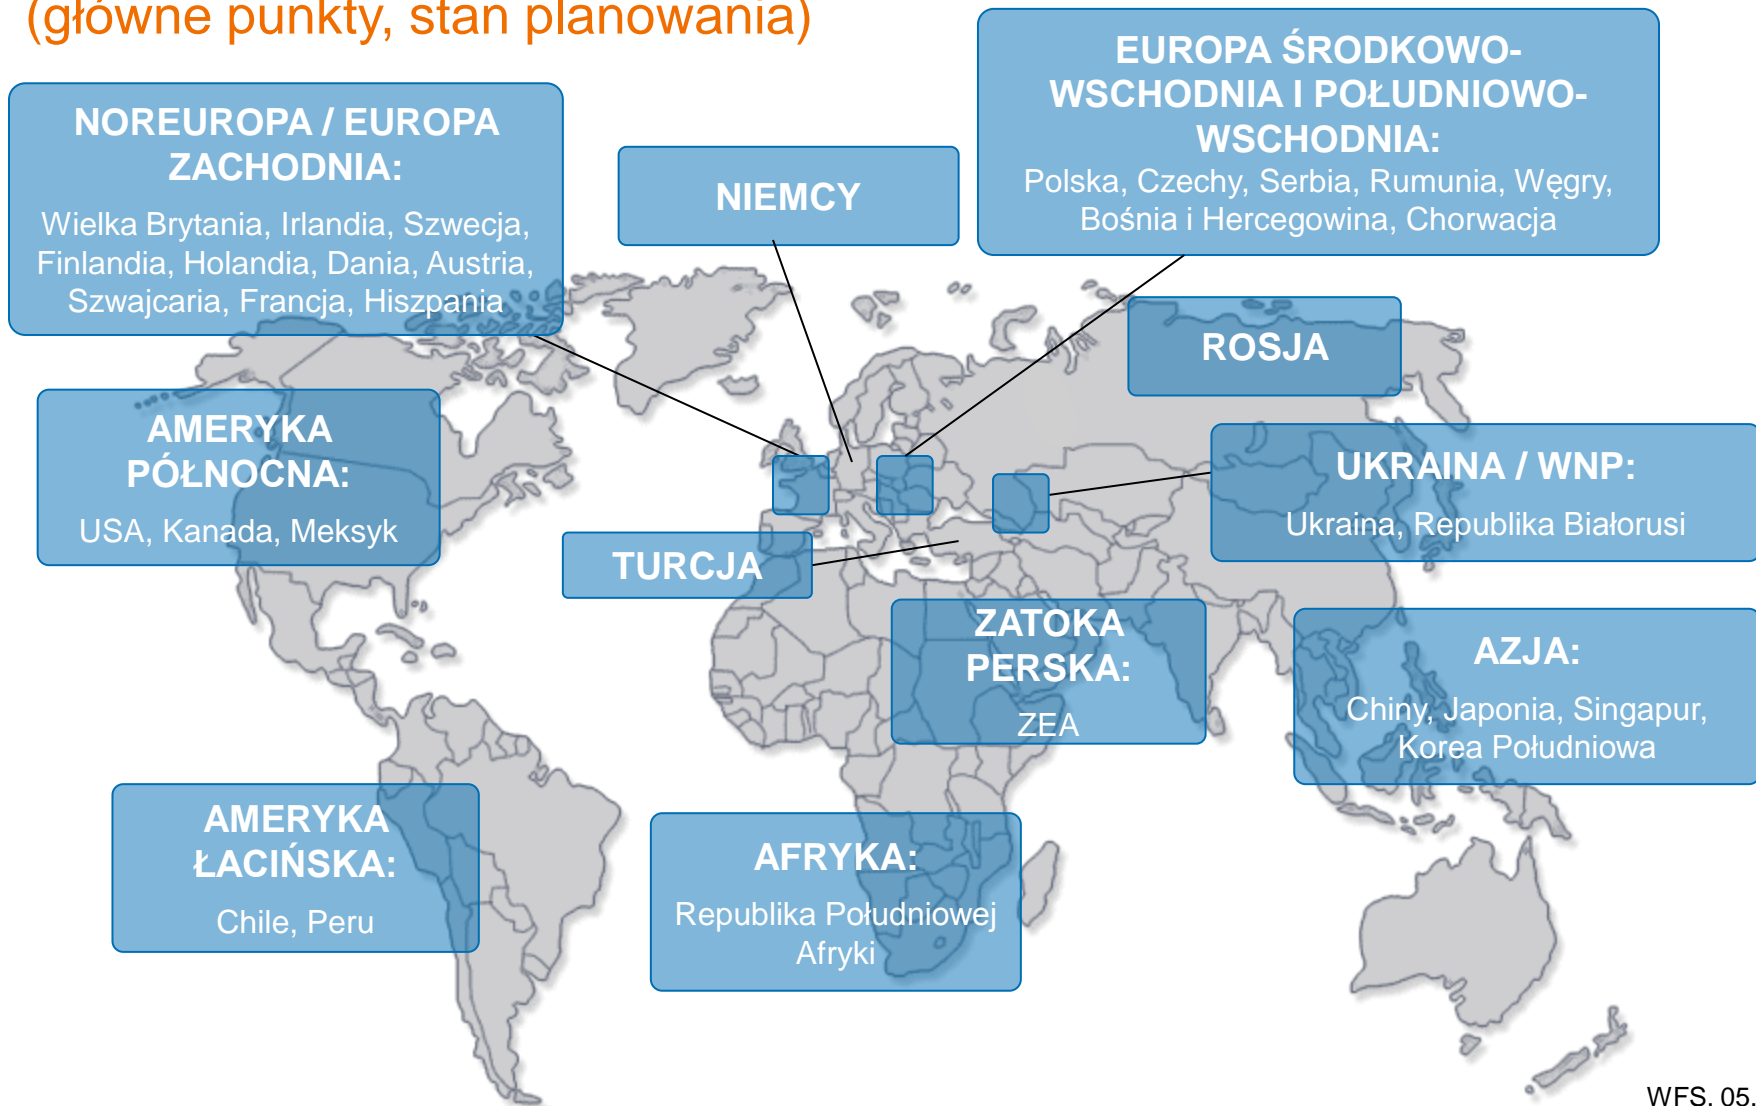 (główne punkty, stan planowania)
NOREUROPA / EUROPA
ZACHODNIA:
Wielka Brytania, Irlandia, Szwecja,
Finlandia, Holandia, Dania, Austria,
Szwajcaria, Francja, Hiszpania
NIEMCY
EUROPA ŚRODKOWO-
WSCHODNIA I POŁUDNIOWO-
WSCHODNIA:
Polska, Czechy, Serbia, Rumunia, Węgry,
Bośnia i Hercegowina, Chorwacja
ROSJA
AMERYKA
PÓŁNOCNA:
USA, Kanada, Meksyk
UKRAINA / WNP:
Ukraina, Republika Białorusi
TURCJA
ZATOKA
PERSKA:
ZEA
AZJA:
Chiny, Japonia, Singapur,
Korea Południowa
AMERYKA
ŁACIŃSKA:
Chile, Peru
AFRYKA:
Republika Południowej
Afryki
WFS, 05.